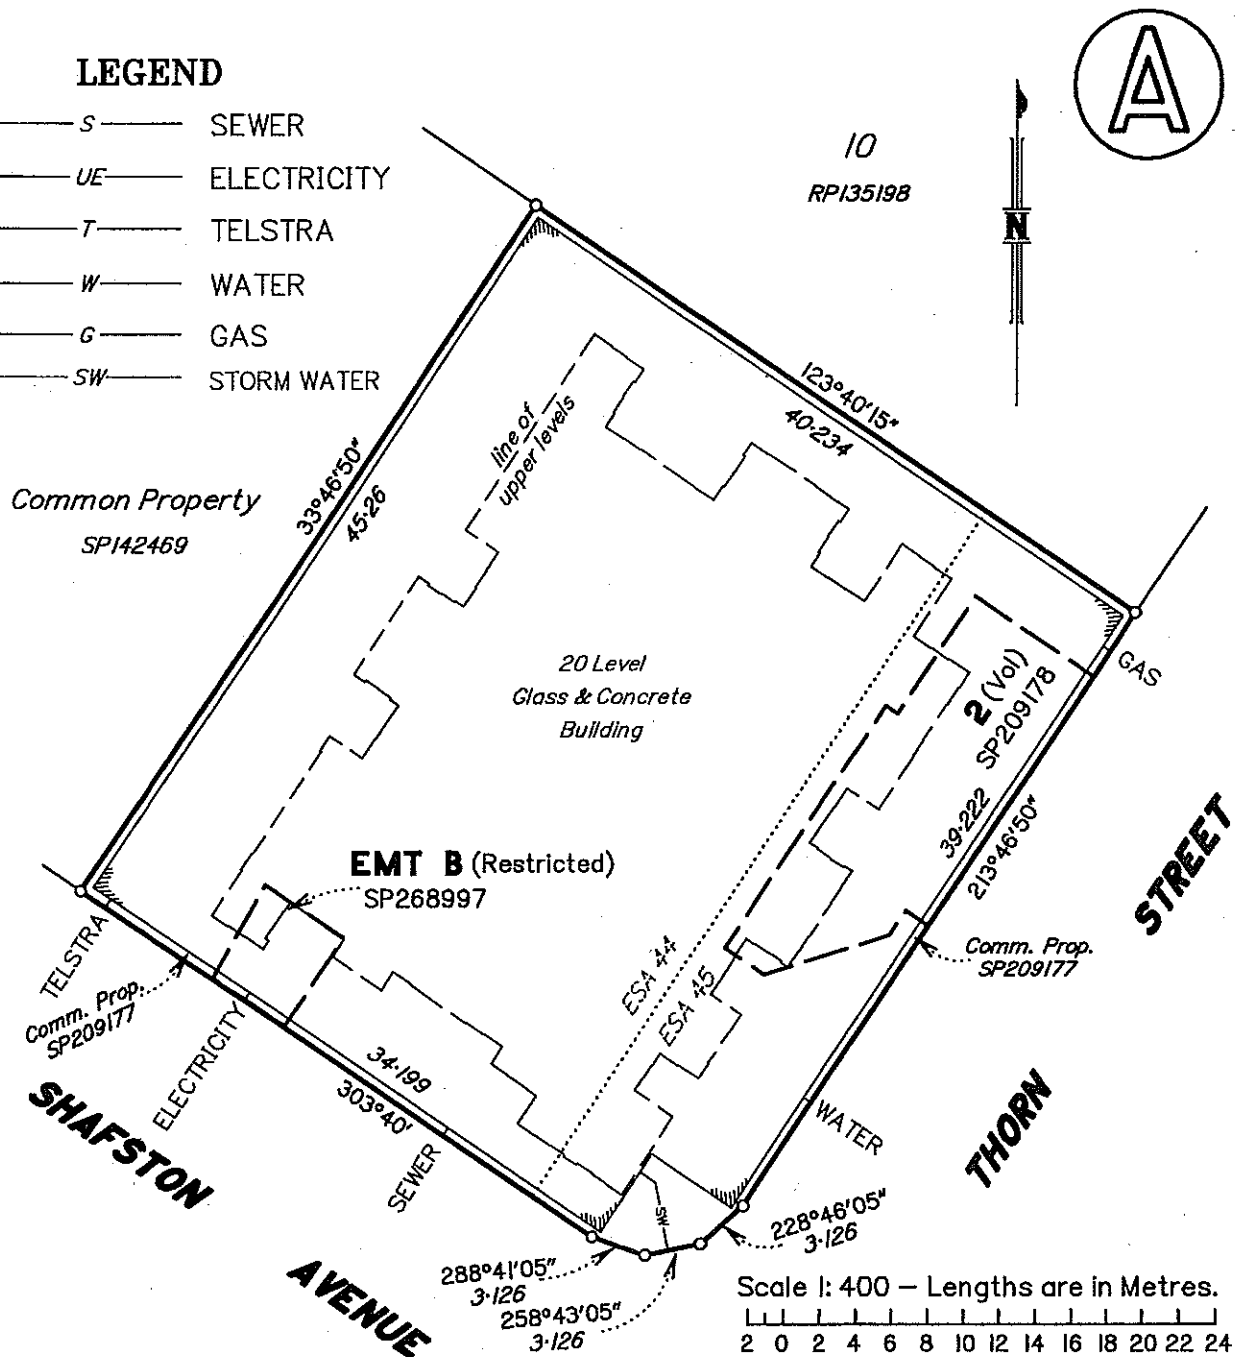 A
LEGEND
S SEWER
UE ELECTRICITY
T TELSTRA
W WATER
G GAS
SW STORM WATER
10
RP135198
N
123°40'15"
40·234
line of
upper levels
33°46'50"
45·26
Common Property
SP142469
20 Level
Glass & Concrete
Building
GAS
2 (Vol)
SP209178
39·222
213°46'50"
STREET
EMT B (Restricted)
SP268997
ESA 44
ESA 45
Comm. Prop.
SP209177
TELSTRA
Comm. Prop.
SP209177
ELECTRICITY
34·199
303°40'
SEWER
WATER
THORN
SHAFSTON
AVENUE
SW
228°46'05"
3·126
288°41'05"
3·126
258°43'05"
3·126
Scale 1: 400 – Lengths are in Metres.
2 0 2 4 6 8 10 12 14 16 18 20 22 24